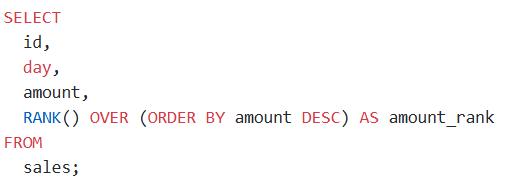 SELECT
  id,
  day,
  amount,
  RANK() OVER (ORDER BY amount DESC) AS amount_rank
FROM
  sales;